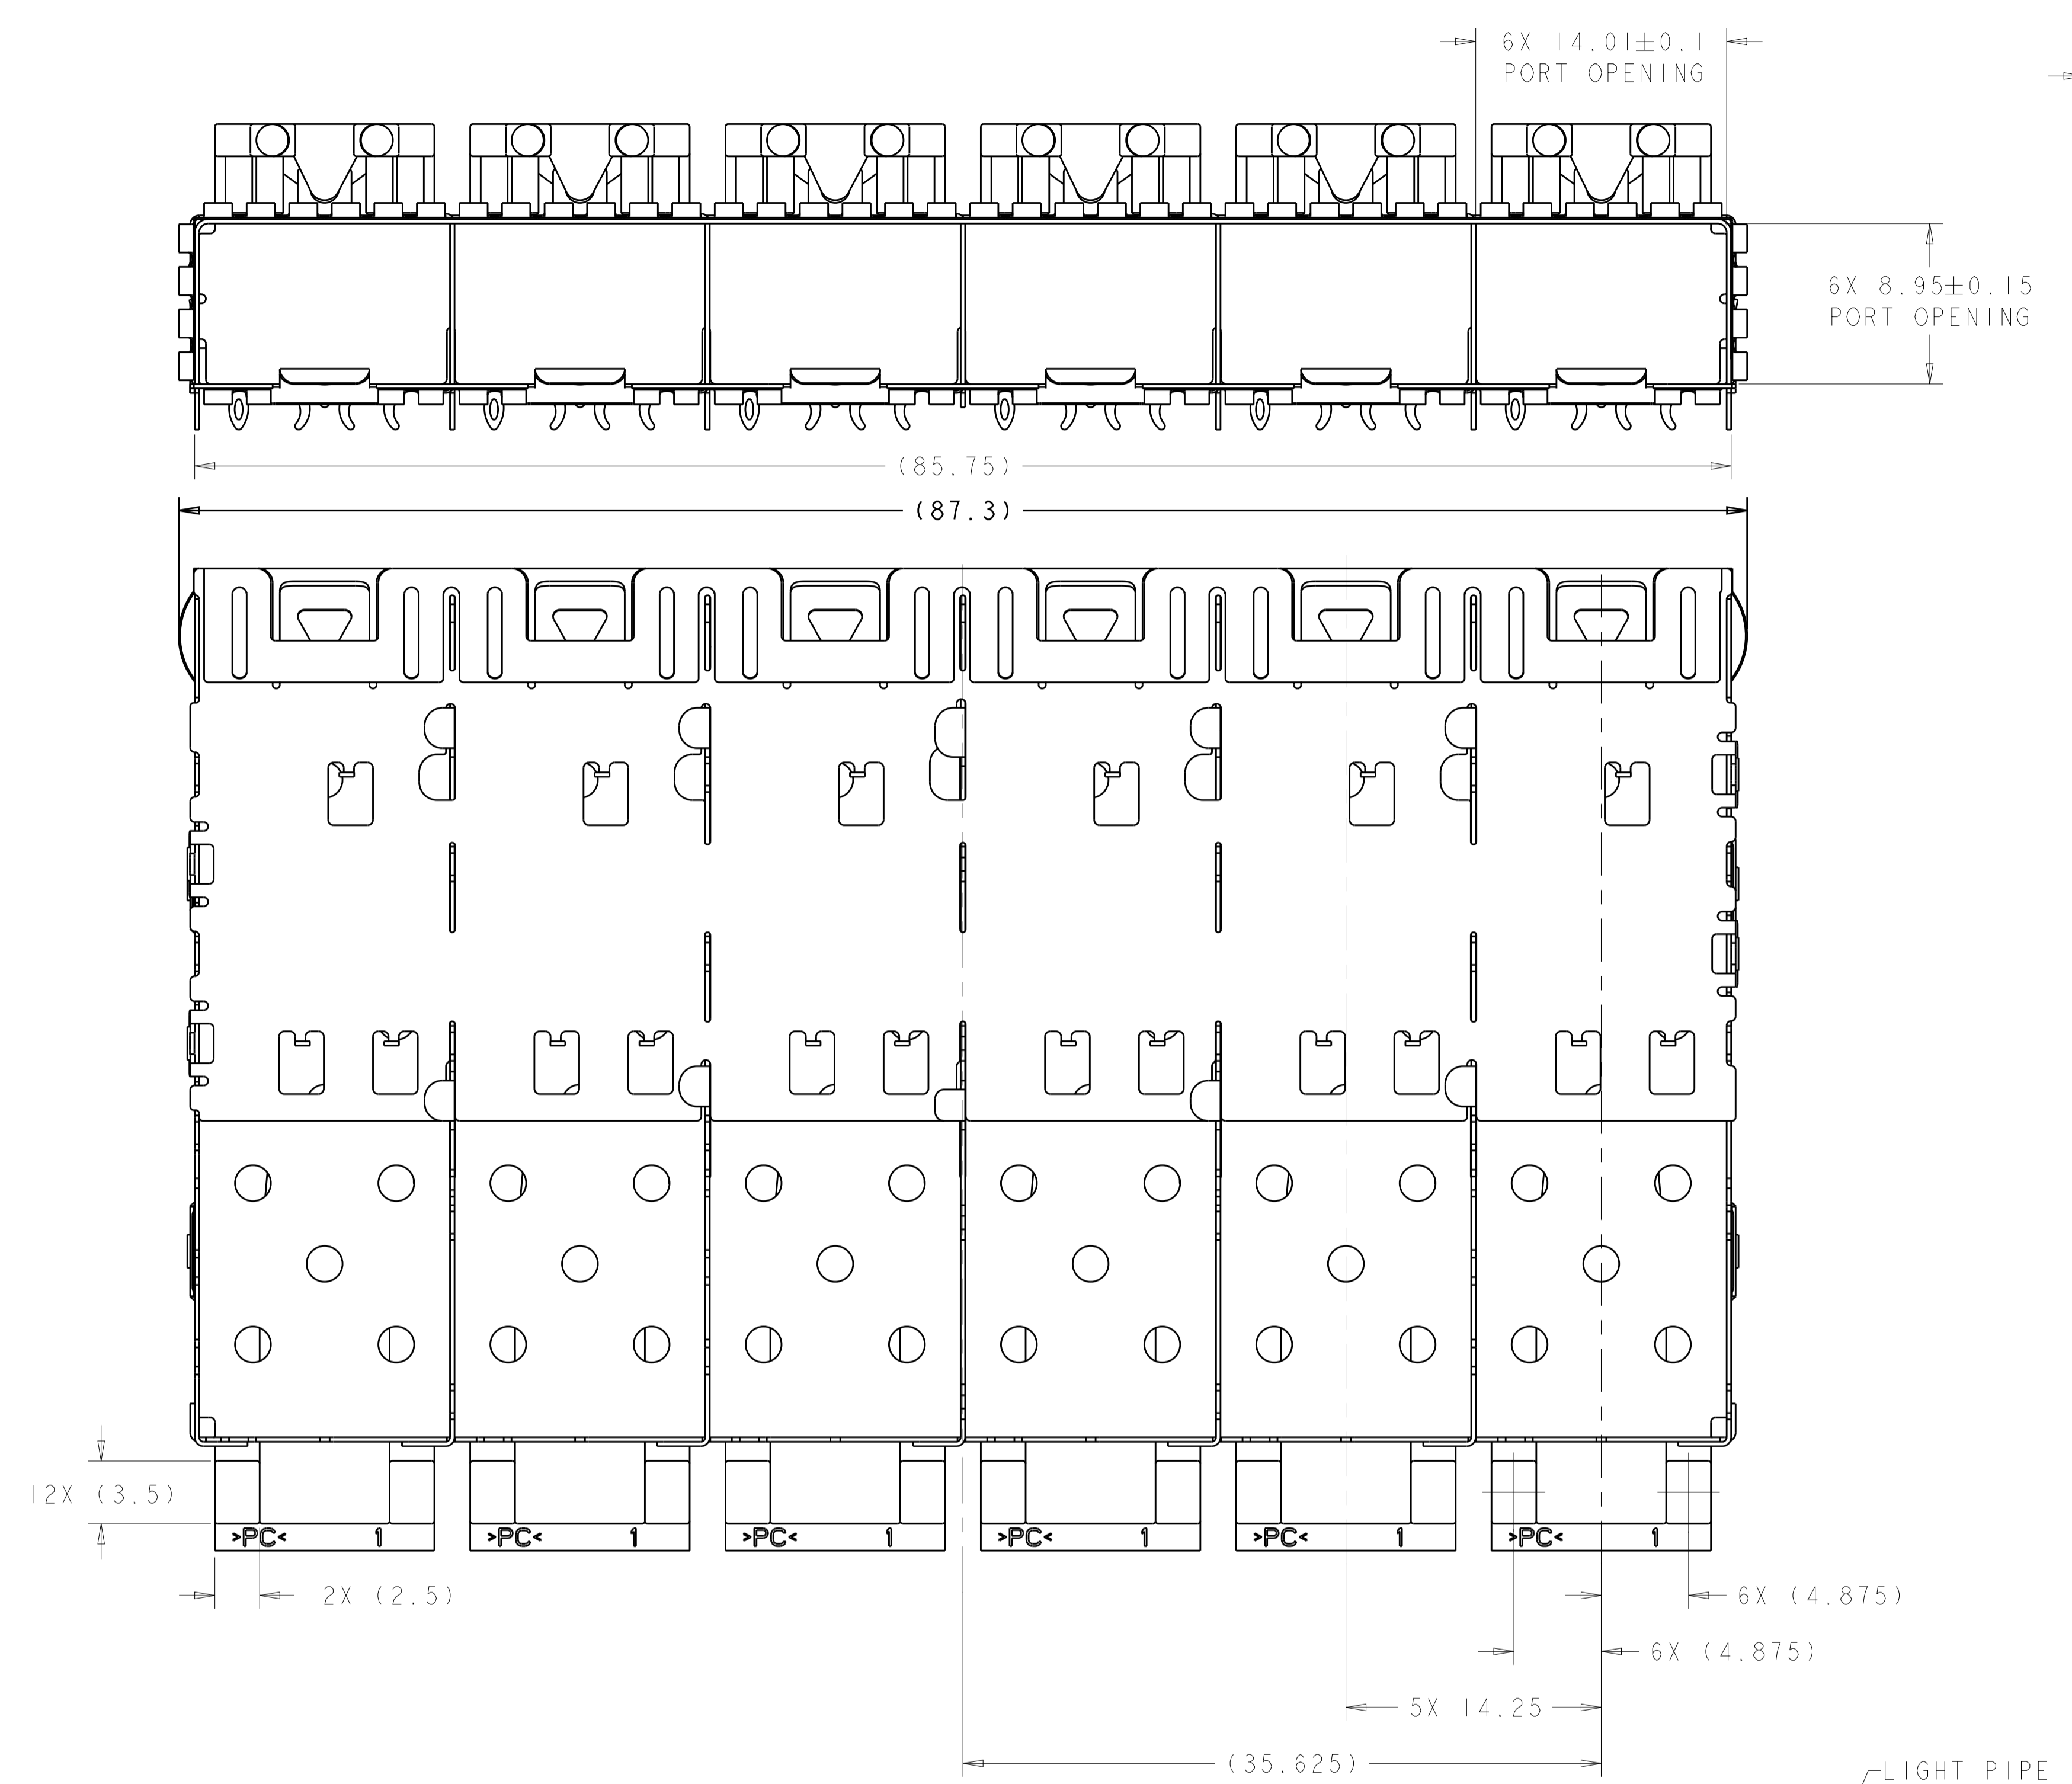 6X 14.01±0.1
PORT OPENING
6X 8.95±0.15
PORT OPENING
(85.75)
(87.3)
12X (3.5)
>PC< 1
>PC< 1
>PC< 1
>PC< 1
>PC< 1
>PC< 1
12X (2.5)
6X (4.875)
6X (4.875)
5X 14.25
(35.625)
LIGHT PIPE